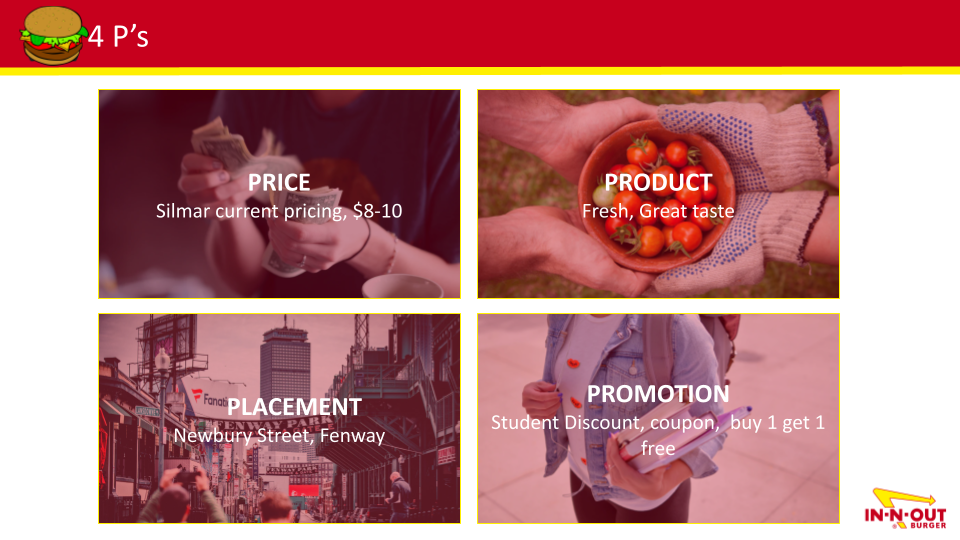 4 P’s
PRICE
Silmar current pricing, $8-10
PRODUCT
Fresh, Great taste
Fanati
PLACEMENT
Newbury Street, Fenway
PROMOTION
Student Discount, coupon,  buy 1 get 1
free
IN-N-OUT
BURGER